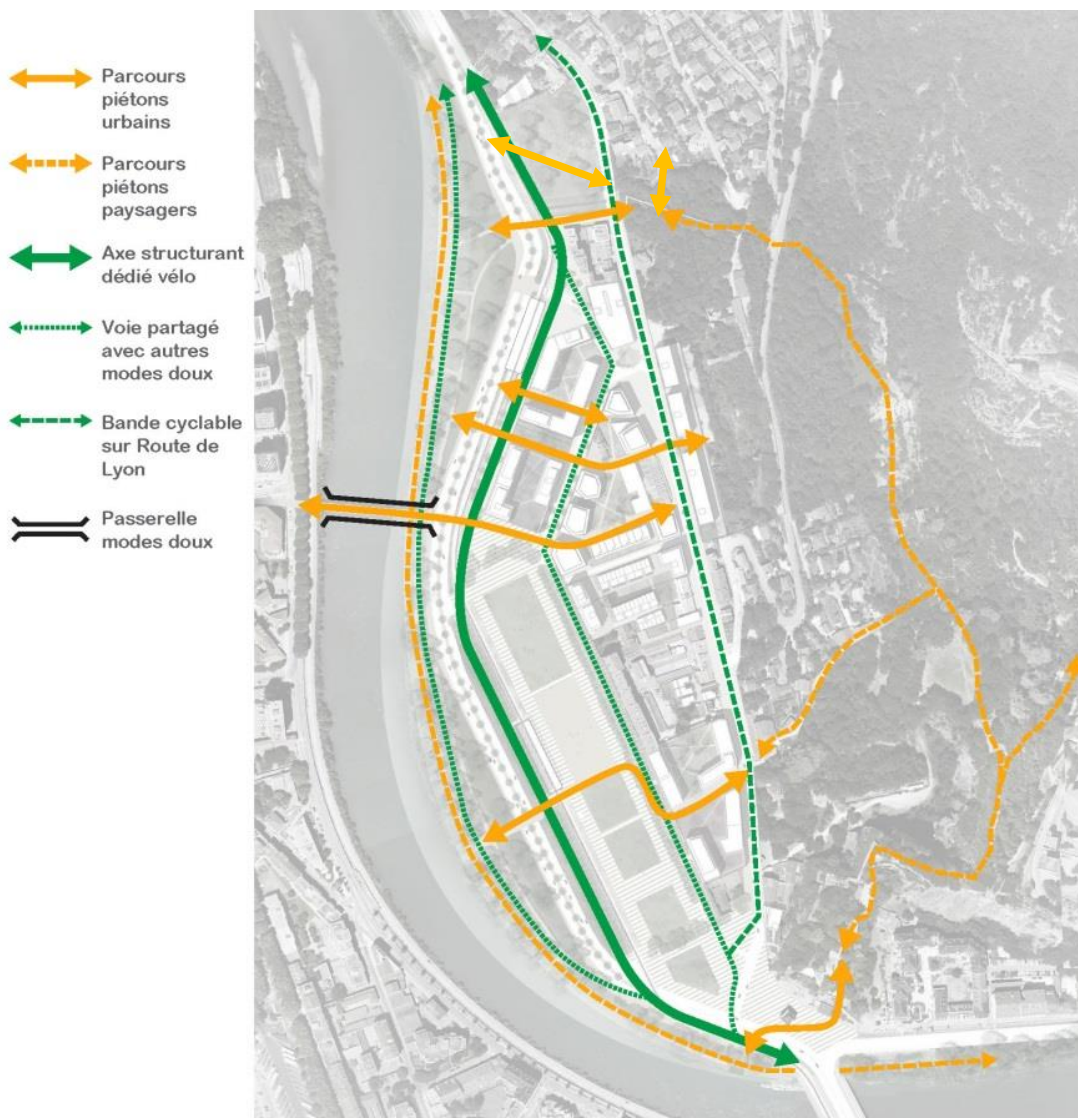 Parcours
piétons
urbains
Parcours
piétons
paysagers
Axe structurant
dédié vélo
Voie partagé
avec autres
modes doux
Bande cyclable
sur Route de
Lyon
Passerelle
modes doux